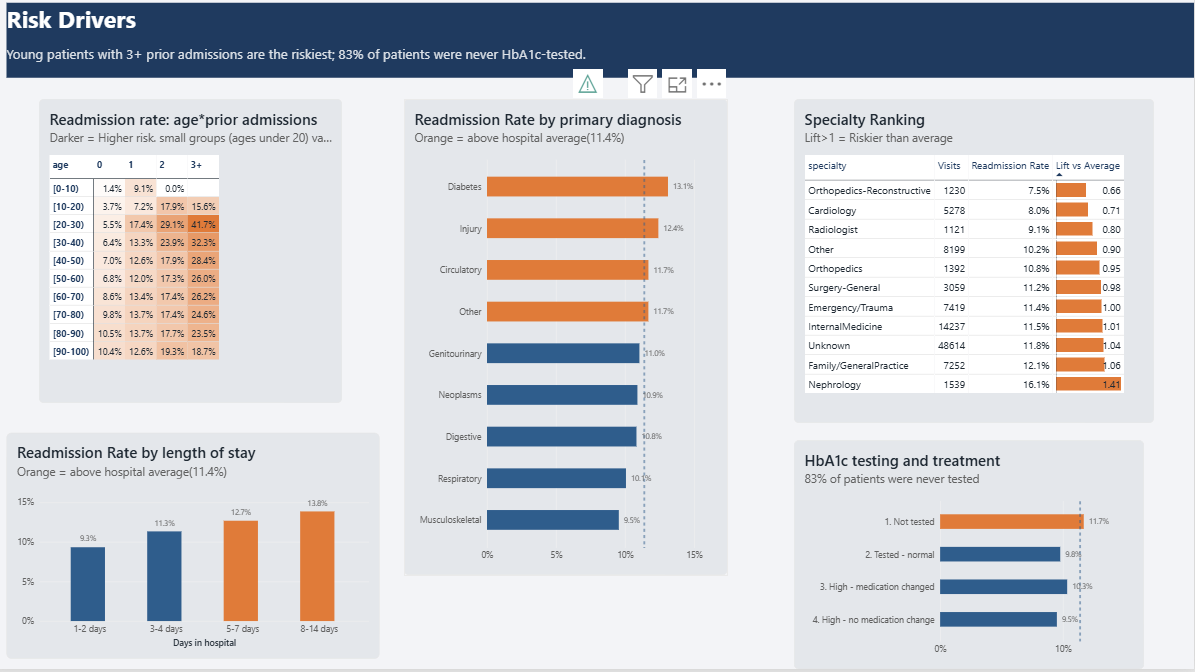 Risk Drivers
Young patients with 3+ prior admissions are the riskiest; 83% of patients were never HbA1c-tested.
Readmission rate: age*prior admissions
Darker = Higher risk. small groups (ages under 20) va...
age 0 1 2 3+
[0-10) 1.4% 9.1% 0.0%
[10-20) 3.7% 7.2% 17.9% 15.6%
[20-30) 5.5% 17.4% 29.1% 41.7%
[30-40) 6.4% 13.3% 23.9% 32.3%
[40-50) 7.0% 12.6% 17.9% 28.4%
[50-60) 6.8% 12.0% 17.3% 26.0%
[60-70) 8.6% 13.4% 17.4% 26.2%
[70-80) 9.8% 13.7% 17.4% 24.6%
[80-90) 10.5% 13.7% 17.7% 23.5%
[90-100) 10.4% 12.6% 19.3% 18.7%
Readmission Rate by length of stay
Orange = above hospital average(11.4%)
15%
10%
5%
0%
9.3%
11.3%
12.7%
13.8%
1-2 days
3-4 days
5-7 days
8-14 days
Days in hospital
Readmission Rate by primary diagnosis
Orange = above hospital average(11.4%)
Diabetes 13.1%
Injury 12.4%
Circulatory 11.7%
Other 11.7%
Genitourinary 11.0%
Neoplasms 10.9%
Digestive 10.8%
Respiratory 10.1%
Musculoskeletal 9.5%
0% 5% 10% 15%
Specialty Ranking
Lift>1 = Riskier than average
specialty Visits Readmission Rate Lift vs Average
Orthopedics-Reconstructive 1230 7.5% 0.66
Cardiology 5278 8.0% 0.71
Radiologist 1121 9.1% 0.80
Other 8199 10.2% 0.90
Orthopedics 1392 10.8% 0.95
Surgery-General 3059 11.2% 0.98
Emergency/Trauma 7419 11.4% 1.00
InternalMedicine 14237 11.5% 1.01
Unknown 48614 11.8% 1.04
Family/GeneralPractice 7252 12.1% 1.06
Nephrology 1539 16.1% 1.41
HbA1c testing and treatment
83% of patients were never tested
1. Not tested 11.7%
2. Tested - normal 9.8%
3. High - medication changed 10.3%
4. High - no medication change 9.5%
0% 10%